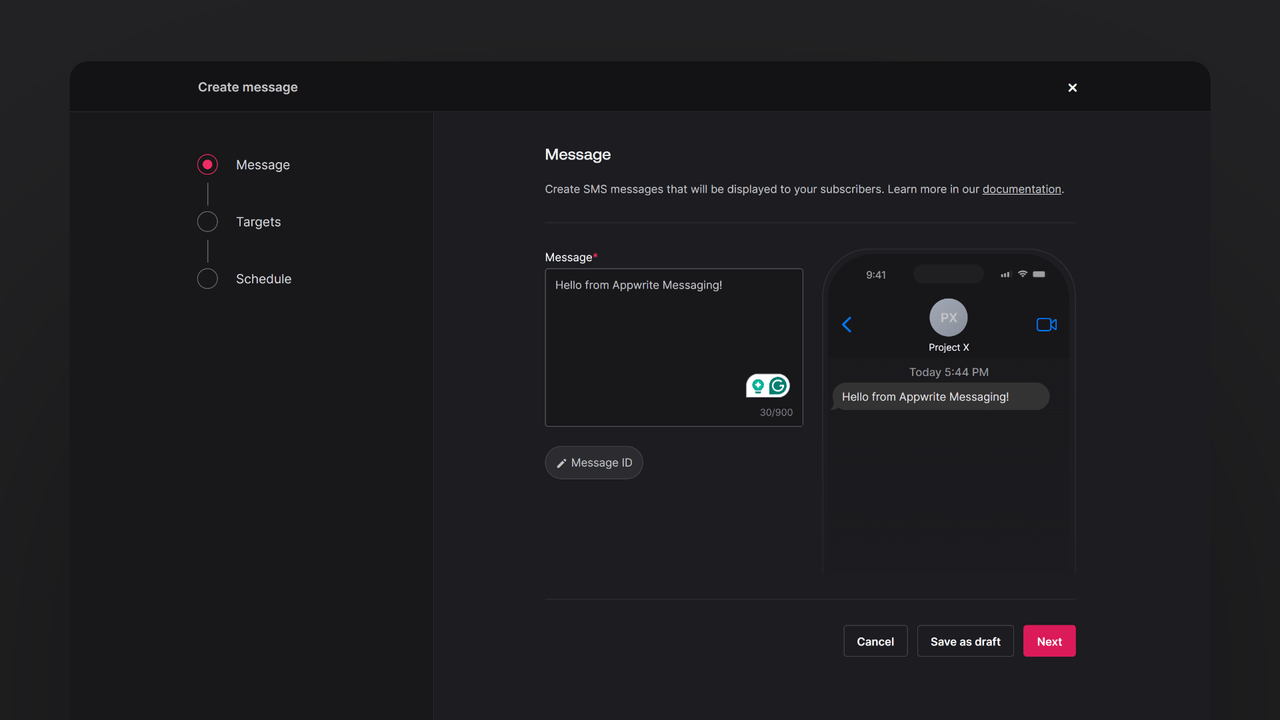 Create message
Message
Targets
Schedule
Message
Create SMS messages that will be displayed to your subscribers. Learn more in our documentation.
Message*
Hello from Appwrite Messaging!
30/900
Message ID
9:41
PX
Project X
Today 5:44 PM
Hello from Appwrite Messaging!
Cancel
Save as draft
Next